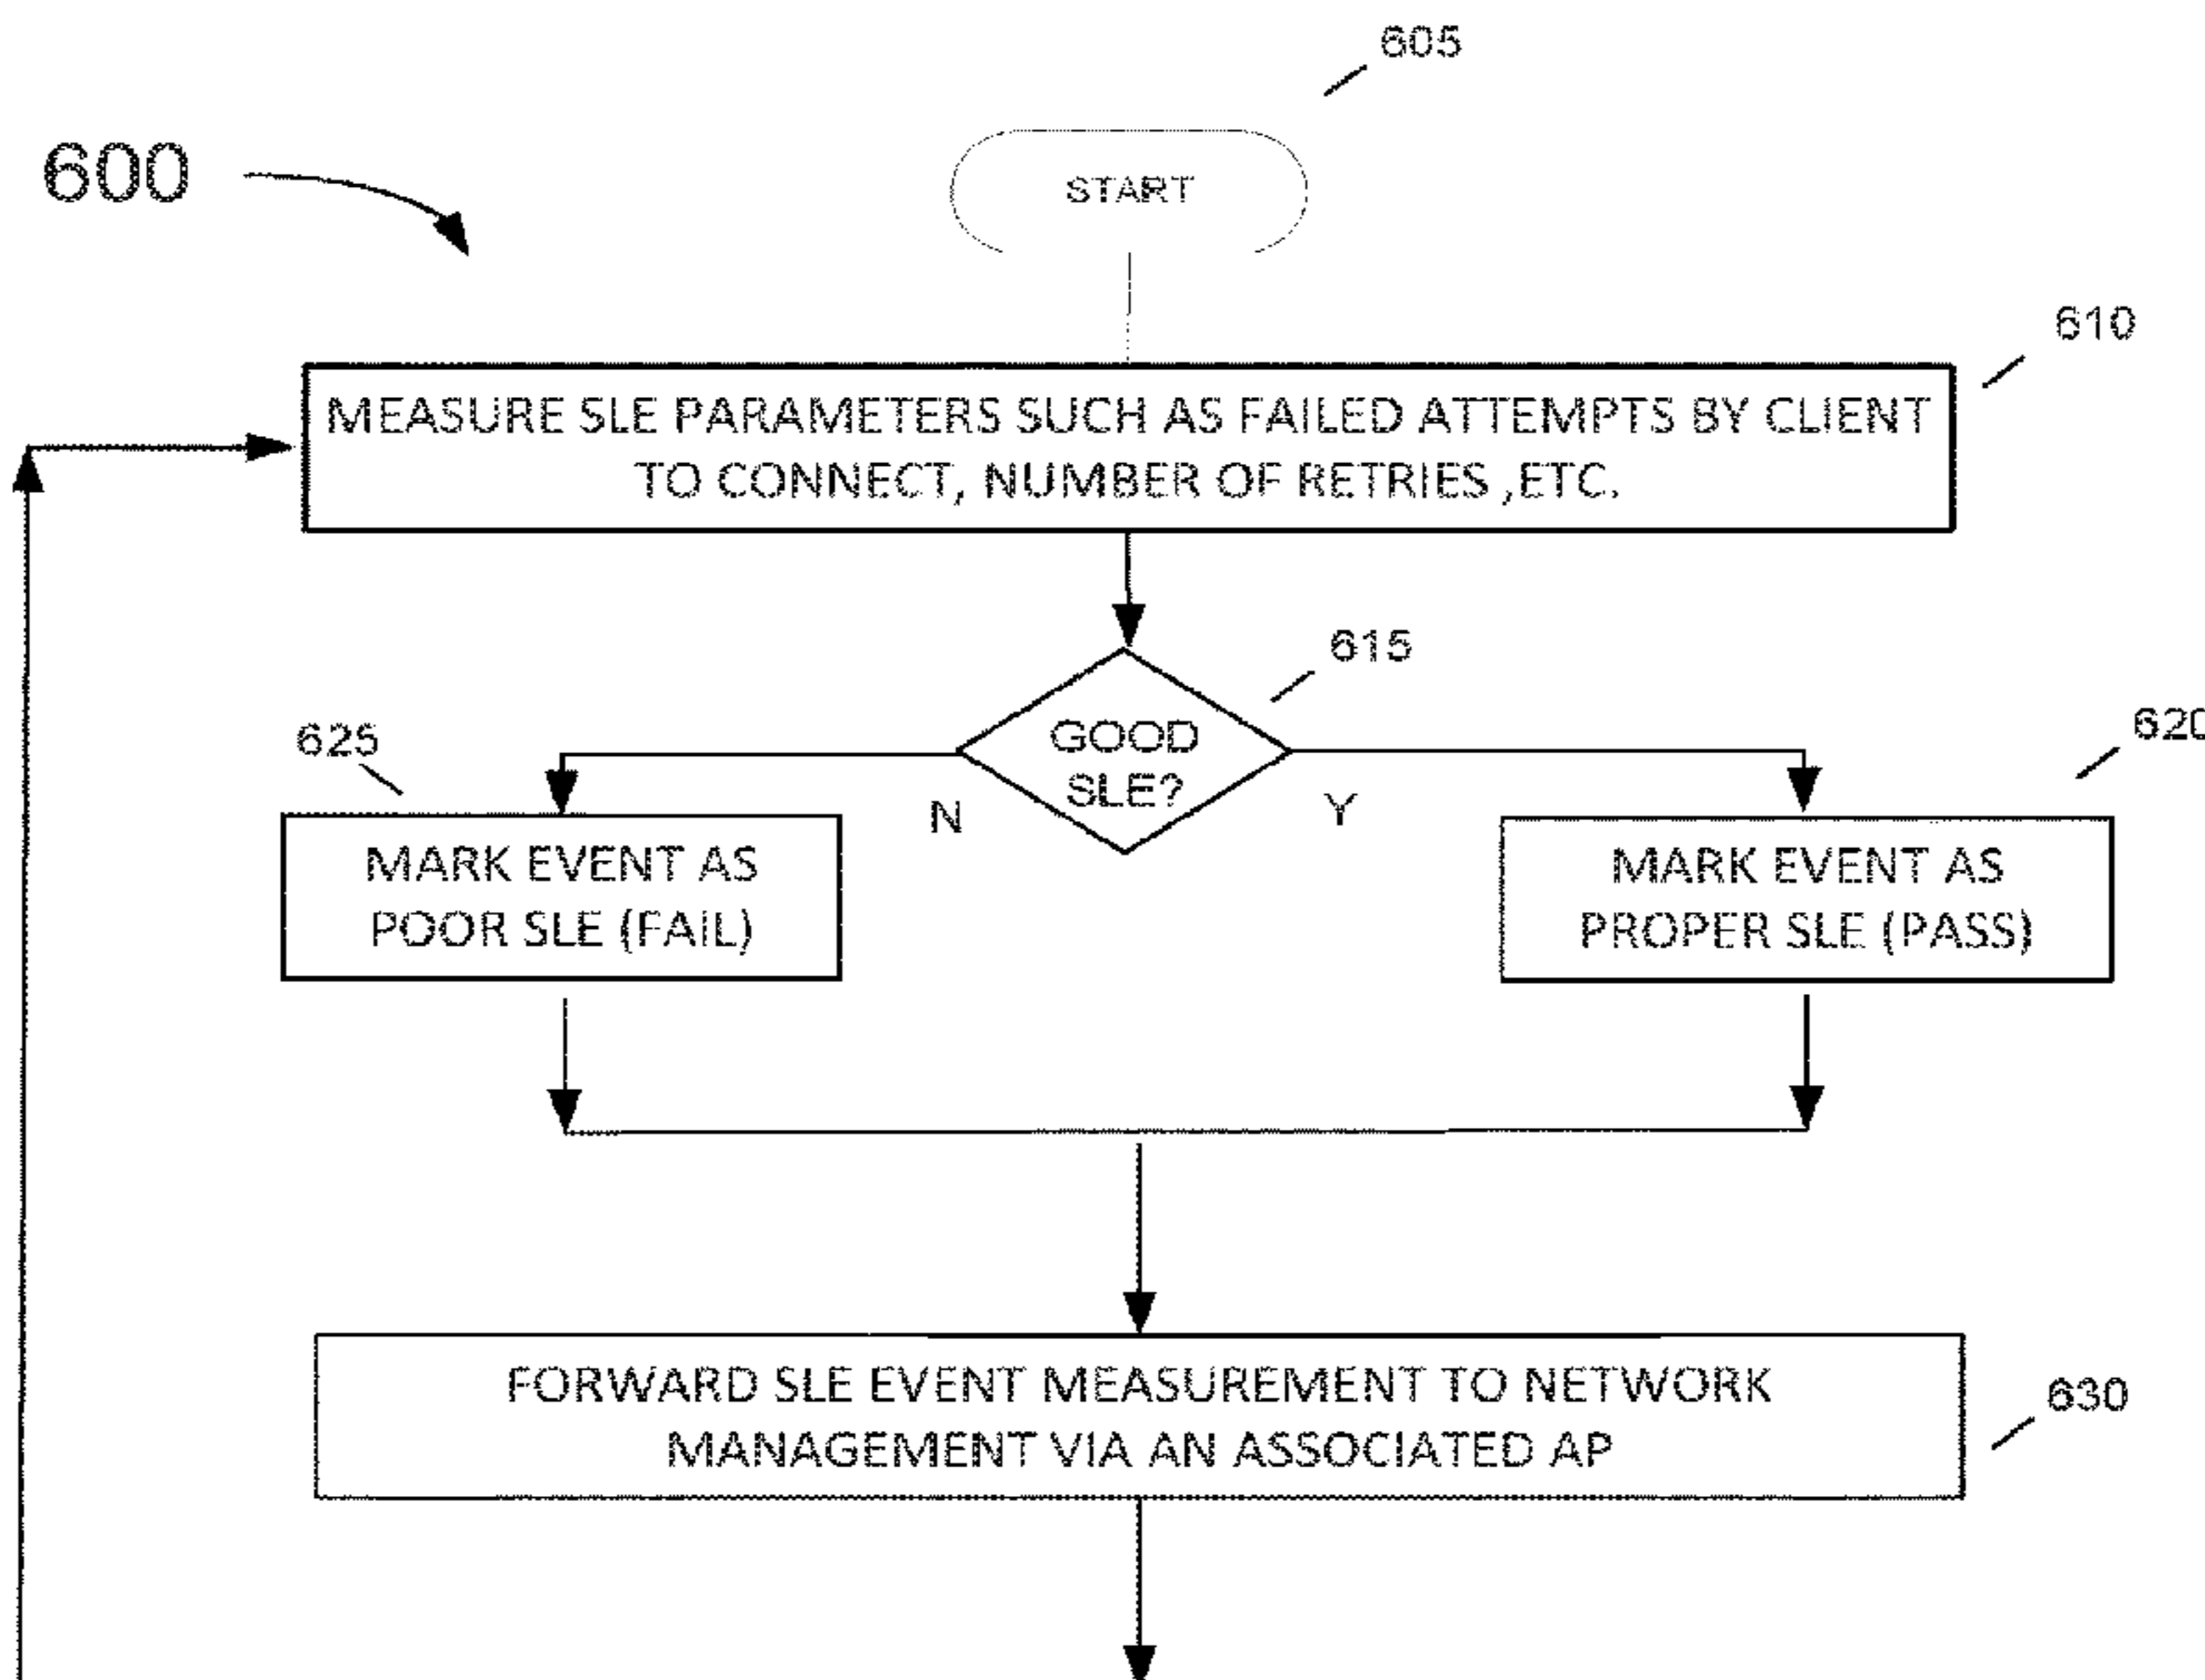 605
600
START
610
MEASURE SLE PARAMETERS SUCH AS FAILED ATTEMPTS BY CLIENT
TO CONNECT, NUMBER OF RETRIES ,ETC.
615
GOOD
SLE?
625
620
N
Y
MARK EVENT AS
POOR SLE (FAIL)
MARK EVENT AS
PROPER SLE (PASS)
FORWARD SLE EVENT MEASUREMENT TO NETWORK
MANAGEMENT VIA AN ASSOCIATED AP
630